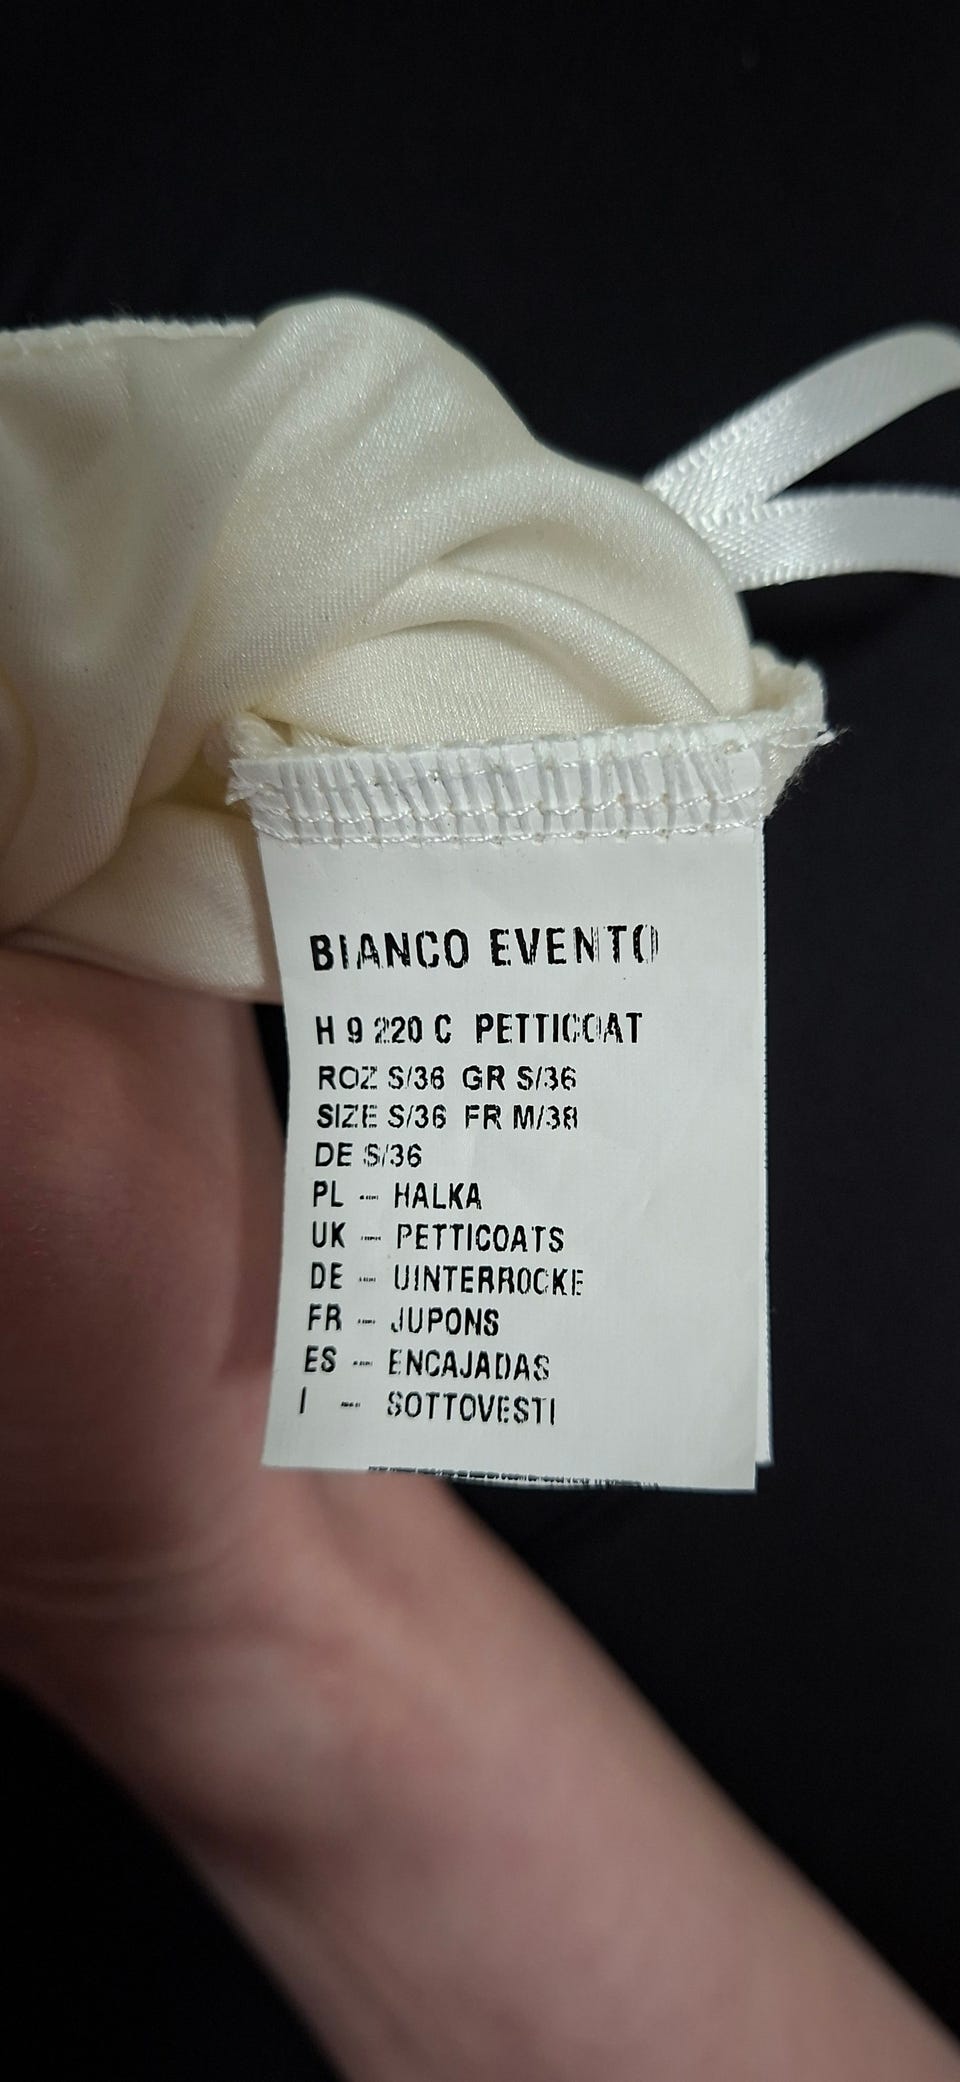 BIANCO EVENTO
H 9 220 C PETTICOAT
ROZ S/36 GR S/36
SIZE S/36 FR M/38
DE S/36
PL -- HALKA
UK -- PETTICOATS
DE -- UINTERROCKE
FR -- JUPONS
ES -- ENCAJADAS
I -- SOTTOVESTI